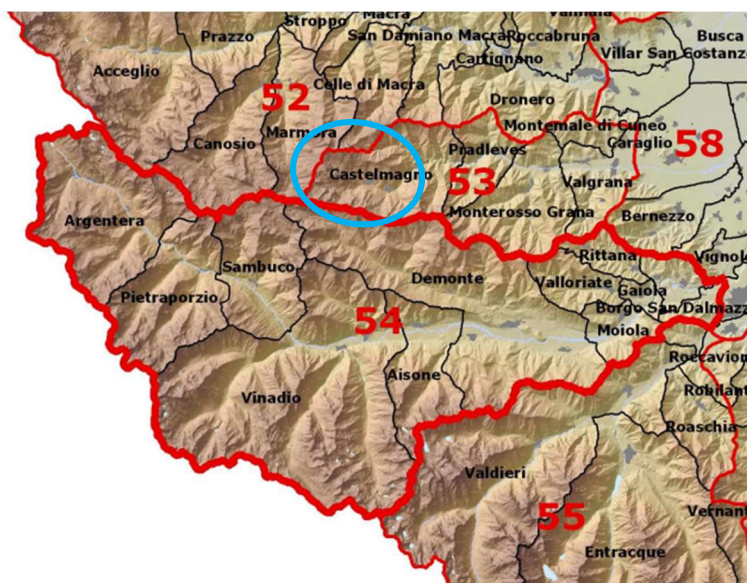 Stroppo
Macra
Prazzo
San Damiano Macra
Roccabruna
Busca
Villar San Costanzo
Cartignano
Acceglio
Celle di Macra
52
Dronero
Marmora
Montemale di Cuneo
Canosio
Pradleves
Caraglio
58
Castelmagno
53
Valgrana
Argentera
Monterosso Grana
Bernezzo
Rittana
Sambuco
Demonte
Valloriate
Gaiola
Vignol
Pietraporzio
Borgo San Dalmazz
54
Moiola
Roccavion
Aisone
Robilant
Vinadio
Roaschia
Valdieri
Vernant
55
Entracque